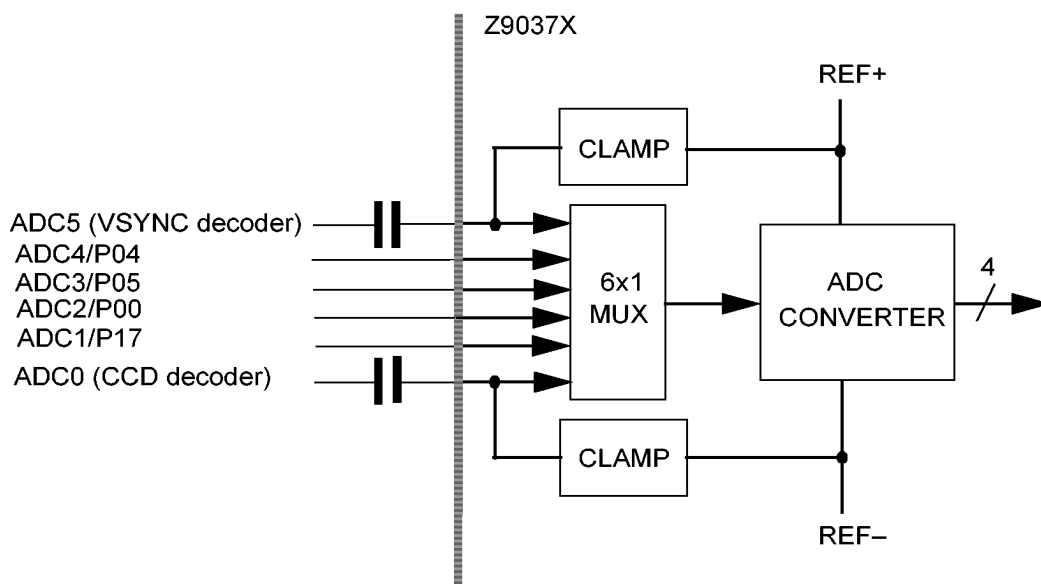 Z9037X
REF+
CLAMP
ADC5 (VSYNC decoder)
ADC4/P04
ADC3/P05
ADC2/P00
ADC1/P17
ADC0 (CCD decoder)
6x1
MUX
ADC
CONVERTER
4
CLAMP
REF–